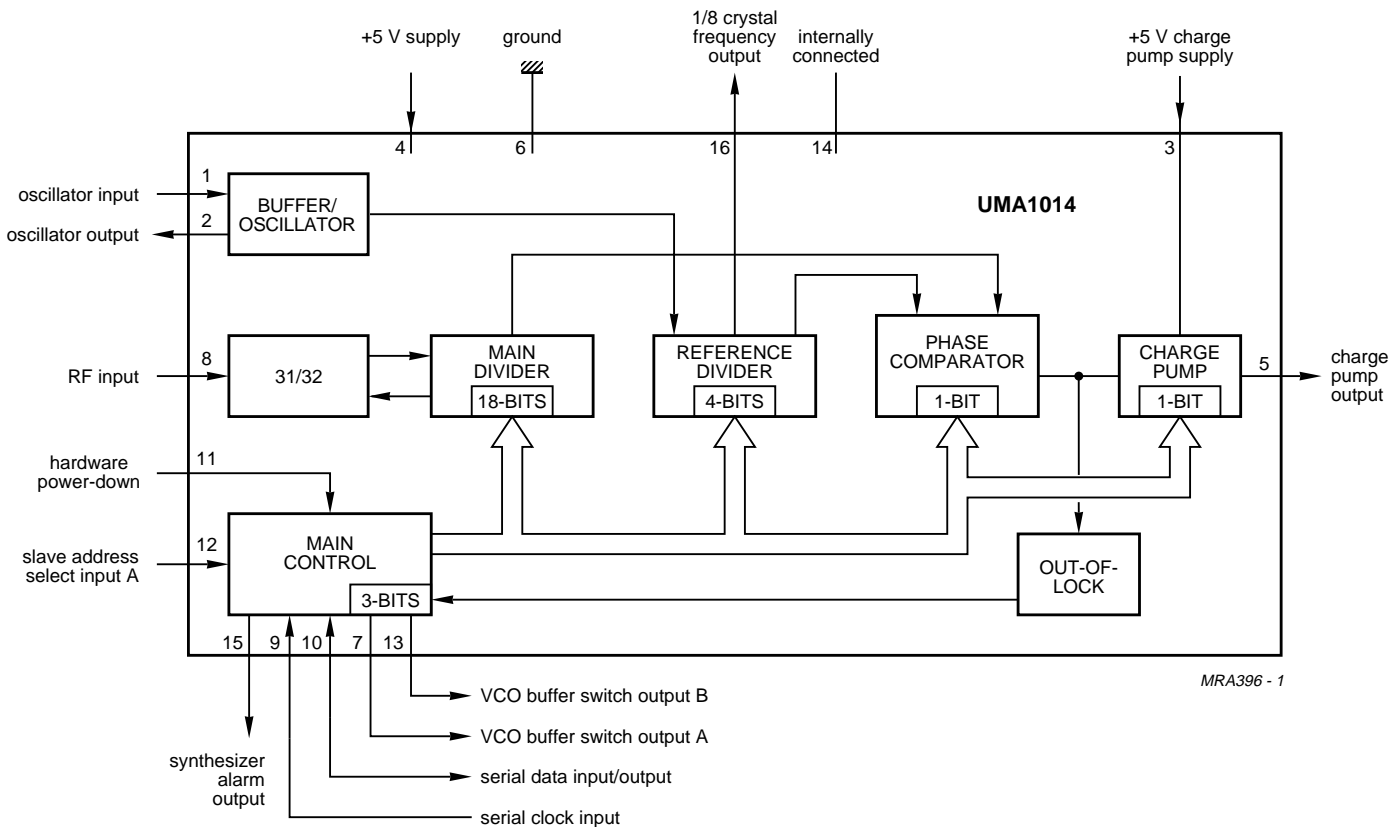 1/8 crystal
frequency
output
+5 V supply
ground
internally
connected
+5 V charge
pump supply
4
6
16
14
3
UMA1014
1
oscillator input
2
oscillator output
BUFFER/
OSCILLATOR
8
RF input
31/32
MAIN
DIVIDER
18-BITS
REFERENCE
DIVIDER
4-BITS
PHASE
COMPARATOR
1-BIT
CHARGE
PUMP
1-BIT
5
charge
pump
output
11
hardware
power-down
12
slave address
select input A
MAIN
CONTROL
3-BITS
OUT-OF-
LOCK
15
9
10
7
13
MRA396 - 1
VCO buffer switch output B
VCO buffer switch output A
synthesizer
alarm
output
serial data input/output
serial clock input